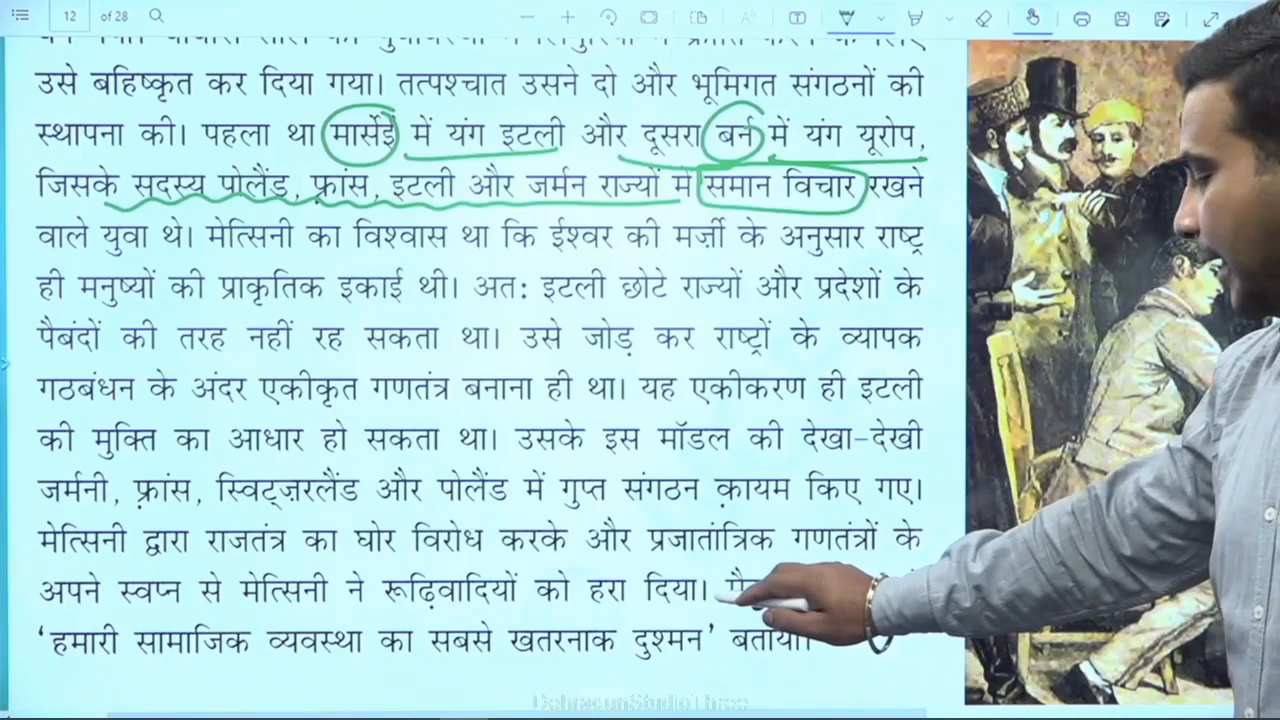 12 of 28
उसे बहिष्कृत कर दिया गया। तत्पश्चात उसने दो और भूमिगत संगठनों की
स्थापना की। पहला था मार्सेई में यंग इटली और दूसरा बर्न में यंग यूरोप,
जिसके सदस्य पोलैंड, फ़्रांस, इटली और जर्मन राज्यों में समान विचार रखने
वाले युवा थे। मेत्सिनी का विश्वास था कि ईश्वर की मर्ज़ी के अनुसार राष्ट्र
ही मनुष्यों की प्राकृतिक इकाई थी। अतः इटली छोटे राज्यों और प्रदेशों के
पैबंदों की तरह नहीं रह सकता था। उसे जोड़ कर राष्ट्रों के व्यापक
गठबंधन के अंदर एकीकृत गणतंत्र बनाना ही था। यह एकीकरण ही इटली
की मुक्ति का आधार हो सकता था। उसके इस मॉडल की देखा-देखी
जर्मनी, फ़्रांस, स्विट्ज़रलैंड और पोलैंड में गुप्त संगठन क़ायम किए गए।
मेत्सिनी द्वारा राजतंत्र का घोर विरोध करके और प्रजातांत्रिक गणतंत्रों के
अपने स्वप्न से मेत्सिनी ने रूढ़िवादियों को हरा दिया।
'हमारी सामाजिक व्यवस्था का सबसे खतरनाक दुश्मन' बताया।
DehradunStudioThree